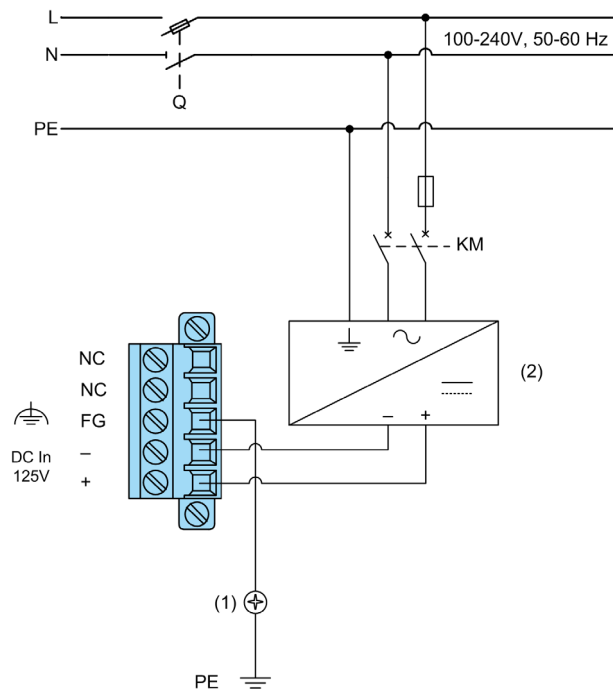 L
N
100-240V, 50-60 Hz
Q
PE
KM
(2)
– +
NC
NC
FG
–
DC In
125V
+
(1)
PE